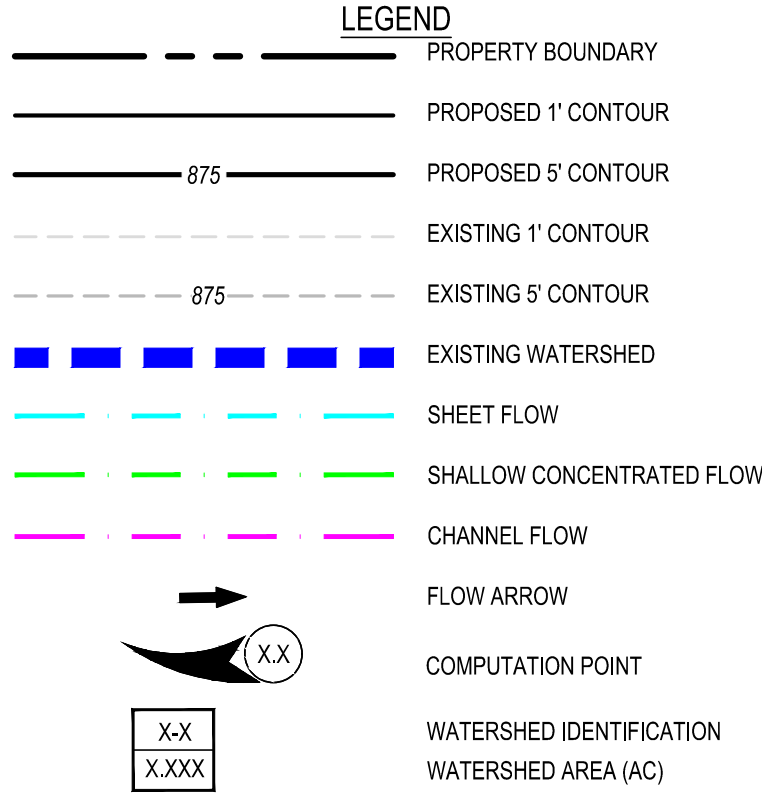 LEGEND
PROPERTY BOUNDARY
PROPOSED 1' CONTOUR
875 PROPOSED 5' CONTOUR
EXISTING 1' CONTOUR
875 EXISTING 5' CONTOUR
EXISTING WATERSHED
SHEET FLOW
SHALLOW CONCENTRATED FLOW
CHANNEL FLOW
FLOW ARROW
X.X COMPUTATION POINT
X-X WATERSHED IDENTIFICATION
X.XXX WATERSHED AREA (AC)